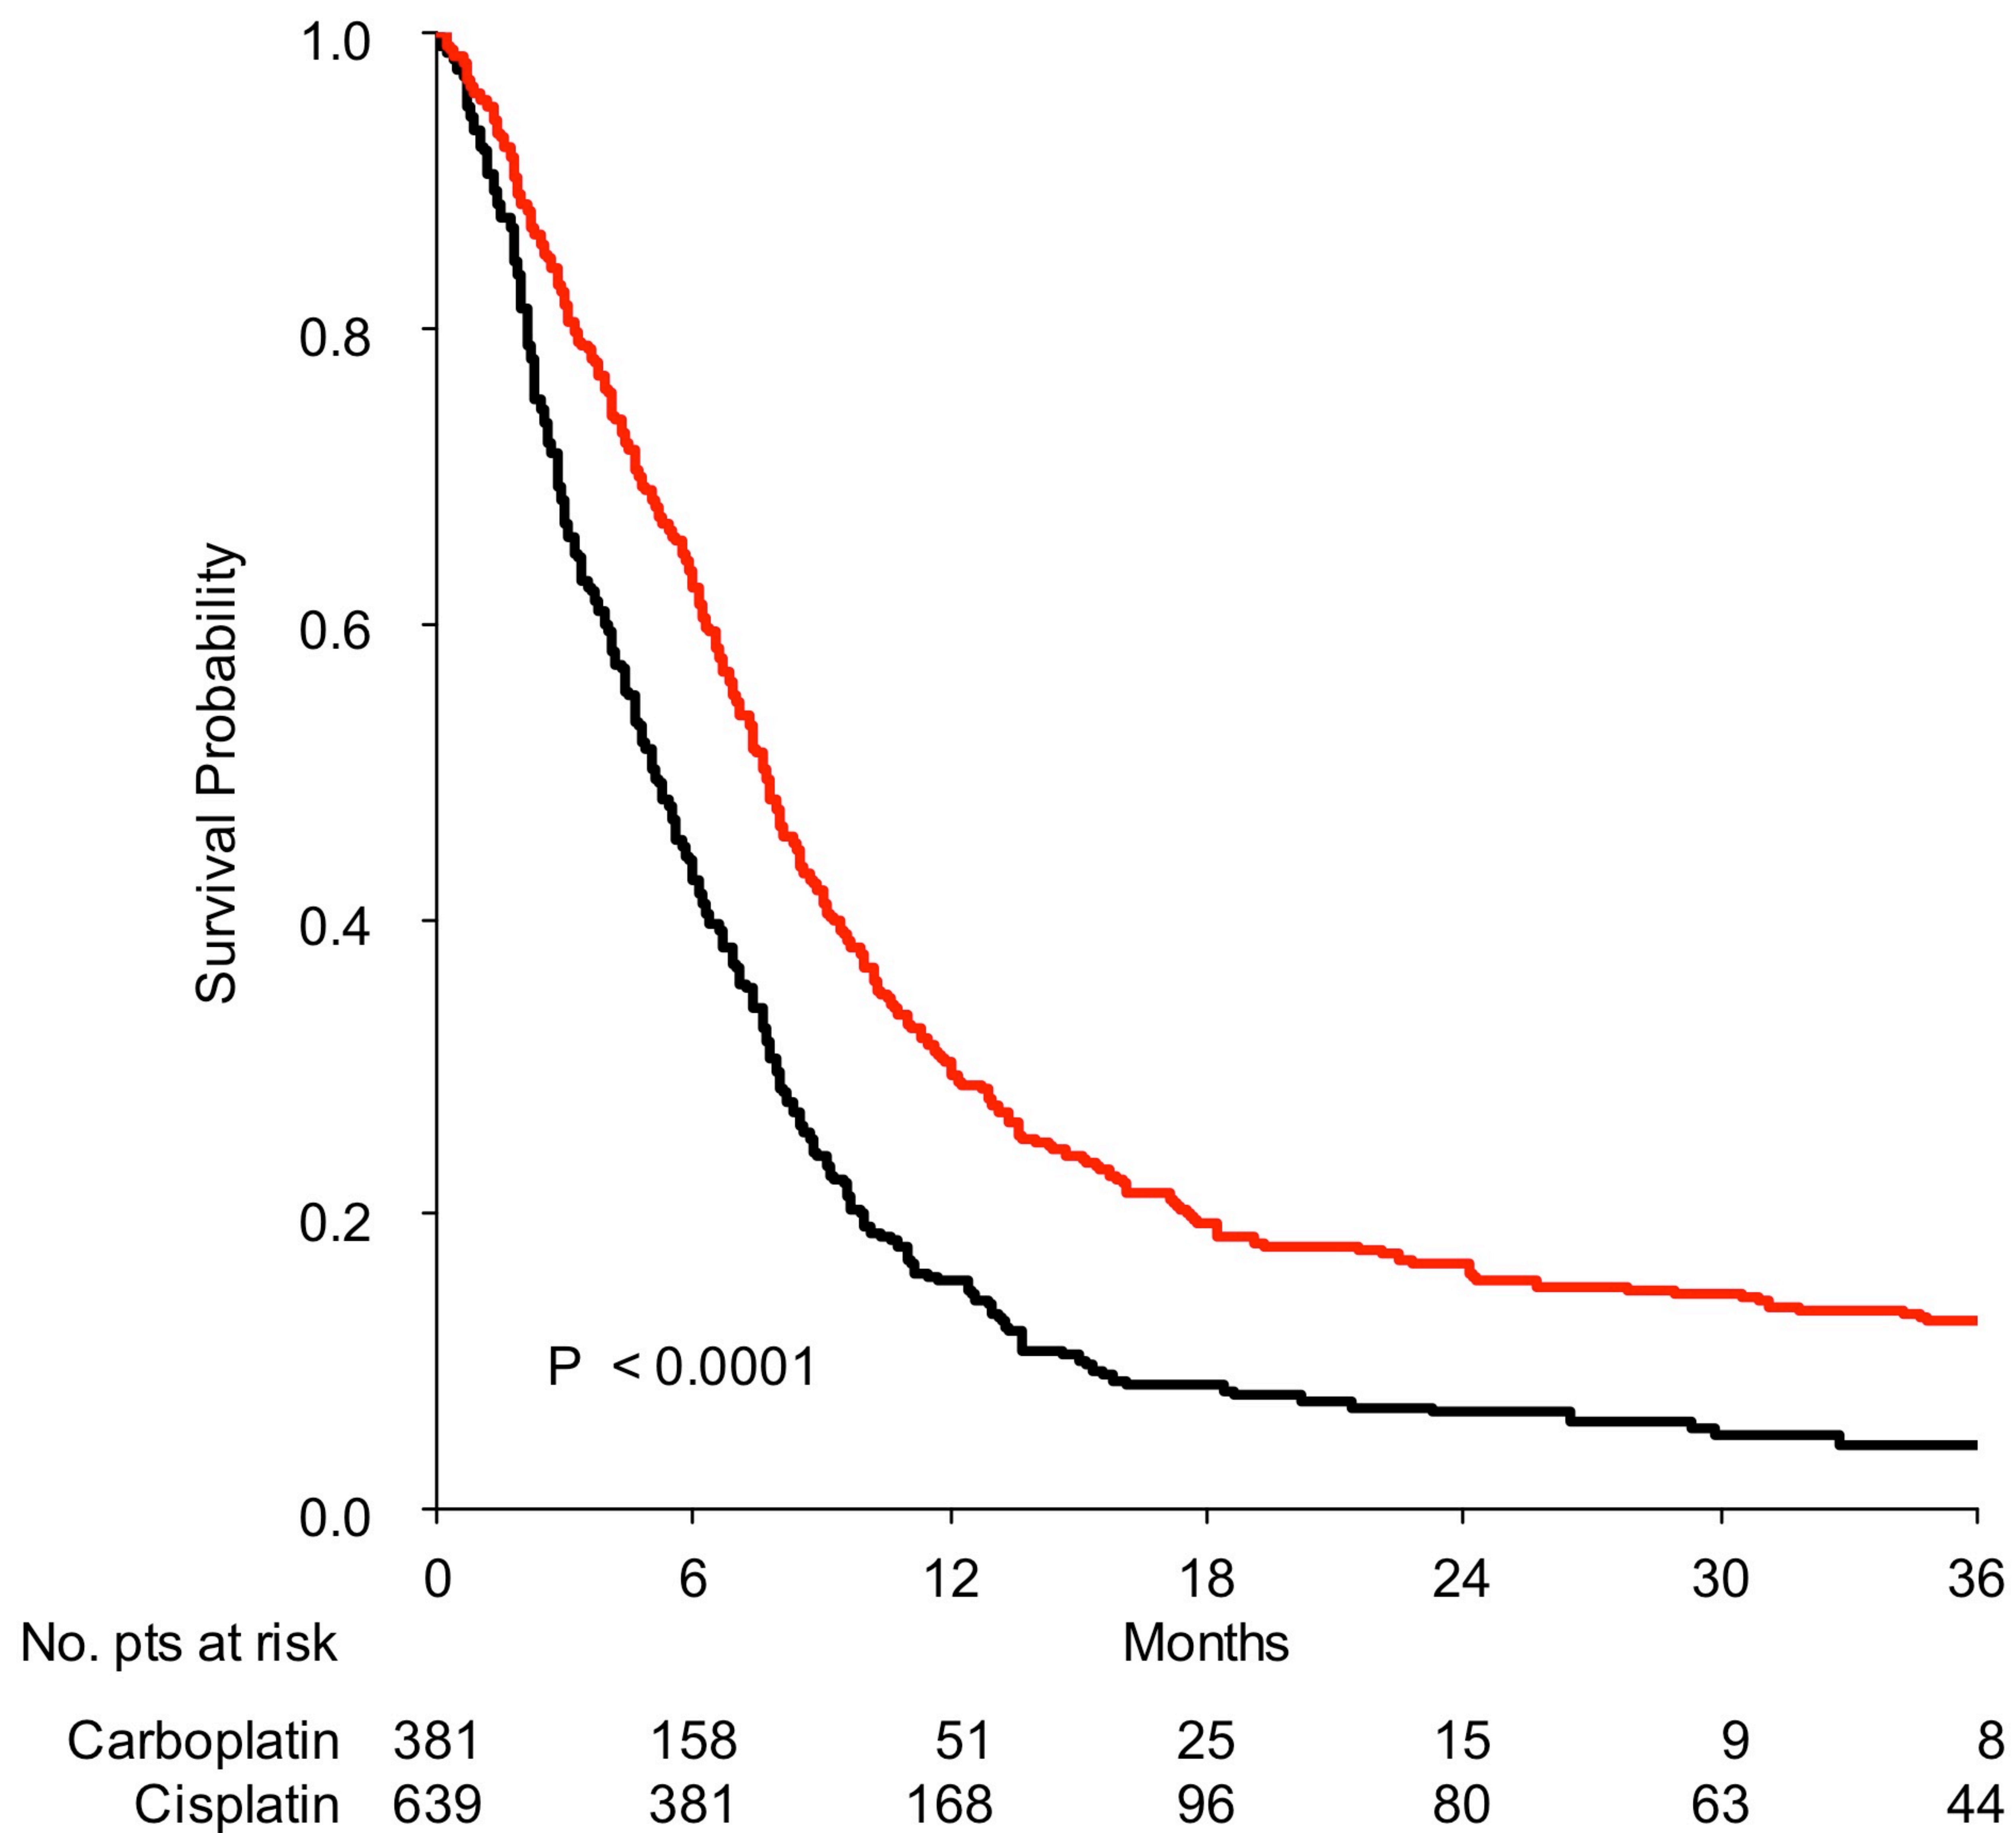 1.0
0.8
0.6
0.4
0.2
0.0
Survival Probability
P < 0.0001
0 6 12 18 24 30 36
No. pts at risk Months
Carboplatin 381 158 51 25 15 9 8
Cisplatin 639 381 168 96 80 63 44